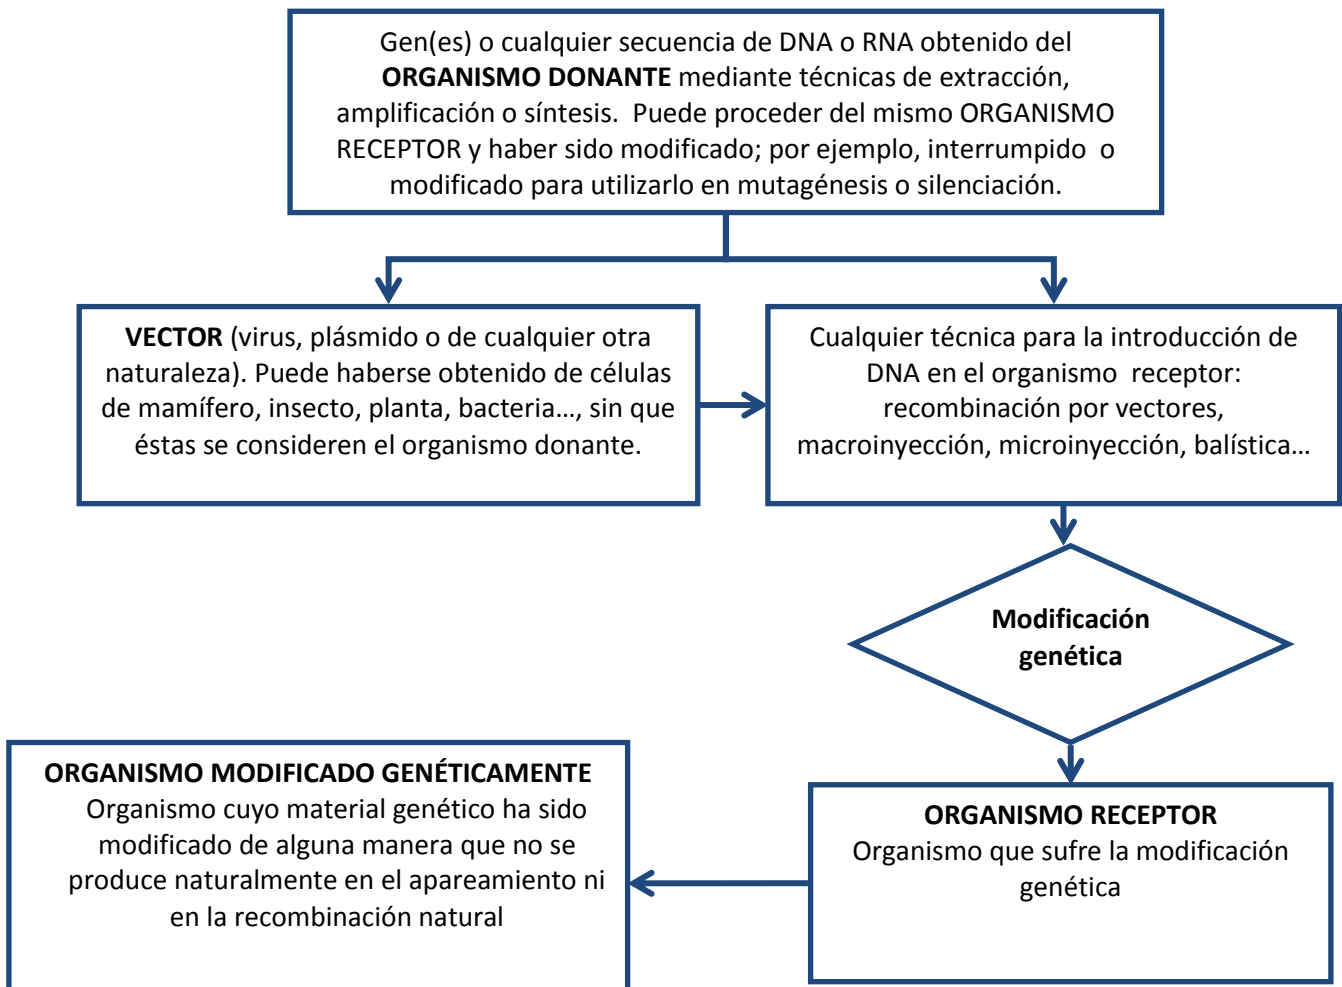 Gen(es) o cualquier secuencia de DNA o RNA obtenido del
ORGANISMO DONANTE mediante técnicas de extracción,
amplificación o síntesis.  Puede proceder del mismo ORGANISMO
RECEPTOR y haber sido modificado; por ejemplo, interrumpido  o
modificado para utilizarlo en mutagénesis o silenciación.
VECTOR (virus, plásmido o de cualquier otra
naturaleza). Puede haberse obtenido de células
de mamífero, insecto, planta, bacteria…, sin que
éstas se consideren el organismo donante.
Cualquier técnica para la introducción de
DNA en el organismo  receptor:
recombinación por vectores,
macroinyección, microinyección, balística…
Modificación
genética
ORGANISMO RECEPTOR
Organismo que sufre la modificación
genética
ORGANISMO MODIFICADO GENÉTICAMENTE
Organismo cuyo material genético ha sido
modificado de alguna manera que no se
produce naturalmente en el apareamiento ni
en la recombinación natural